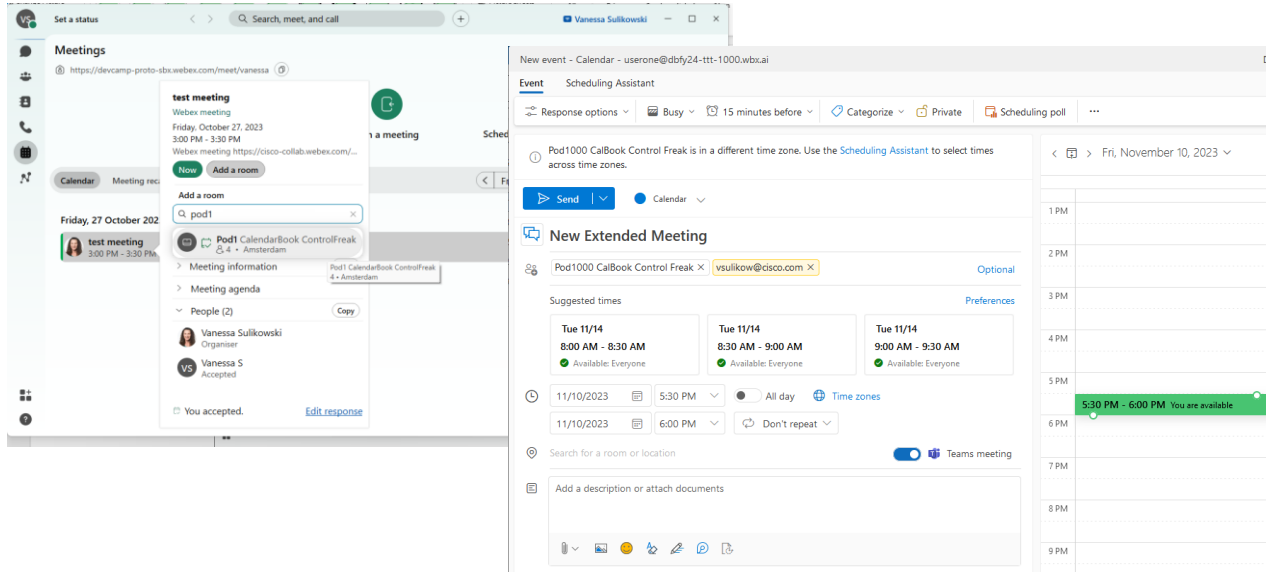 VS
Set a status
Search, meet, and call
Vanessa Sulikowski
Meetings
https://devcamp-proto-sbx.webex.com/meet/vanessa
test meeting
Webex meeting
Friday, October 27, 2023
3:00 PM - 3:30 PM
Webex meeting https://cisco-collab.webex.com/...
Now
Add a room
a meeting
Sched
Calendar
Meeting rec
Add a room
pod1
Friday, 27 October 202
test meeting
3:00 PM - 3:30 PM
Pod1 CalendarBook ControlFreak
4 • Amsterdam
Pod1 CalendarBook ControlFreak
4 • Amsterdam
Meeting information
Meeting agenda
People (2)
Copy
Vanessa Sulikowski
Organiser
VS
Vanessa S
Accepted
You accepted.
Edit response
New event - Calendar - userone@dbfy24-ttt-1000.wbx.ai
Event
Scheduling Assistant
Response options
Busy
15 minutes before
Categorize
Private
Scheduling poll
...
Pod1000 CalBook Control Freak is in a different time zone. Use the Scheduling Assistant to select times
across time zones.
Send
Calendar
New Extended Meeting
Pod1000 CalBook Control Freak
vsulikow@cisco.com
Optional
Suggested times
Preferences
Tue 11/14
8:00 AM - 8:30 AM
Available: Everyone
Tue 11/14
8:30 AM - 9:00 AM
Available: Everyone
Tue 11/14
9:00 AM - 9:30 AM
Available: Everyone
11/10/2023
5:30 PM
All day
Time zones
11/10/2023
6:00 PM
Don't repeat
Search for a room or location
Teams meeting
Add a description or attach documents
Fri, November 10, 2023
1 PM
2 PM
3 PM
4 PM
5 PM
5:30 PM - 6:00 PM You are available
6 PM
7 PM
8 PM
9 PM